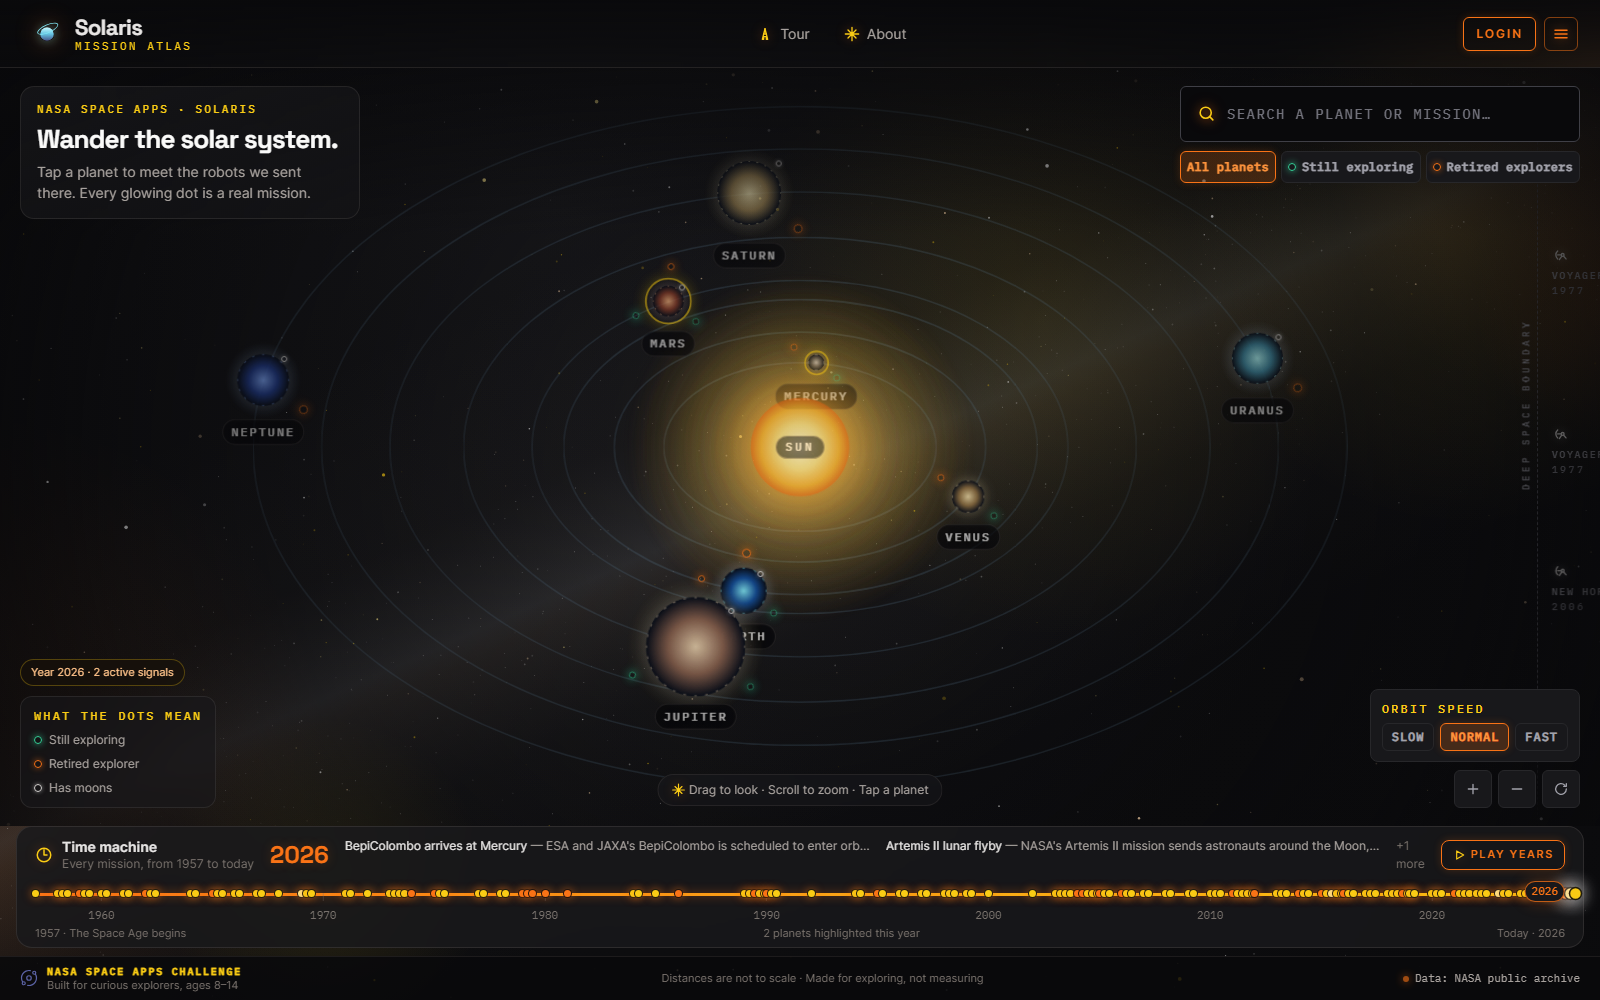 Solaris
MISSION ATLAS
Tour
About
LOGIN
NASA SPACE APPS · SOLARIS
Wander the solar system.
Tap a planet to meet the robots we sent
there. Every glowing dot is a real mission.
SEARCH A PLANET OR MISSION…
All planets
Still exploring
Retired explorers
SATURN
MARS
MERCURY
SUN
NEPTUNE
URANUS
VENUS
JUPITER
DEEP SPACE BOUNDARY
1977
1977
NEW
2006
Year 2026 · 2 active signals
WHAT THE DOTS MEAN
Still exploring
Retired explorer
Has moons
ORBIT SPEED
SLOW
NORMAL
FAST
Drag to look · Scroll to zoom · Tap a planet
Time machine
Every mission, from 1957 to today
2026
BepiColombo arrives at Mercury — ESA and JAXA's BepiColombo is scheduled to enter orb…
Artemis II lunar flyby — NASA's Artemis II mission sends astronauts around the Moon,…
+1
more
PLAY YEARS
2026
1960
1970
1980
1990
2000
2010
2020
1957 · The Space Age begins
2 planets highlighted this year
Today · 2026
NASA SPACE APPS CHALLENGE
Built for curious explorers, ages 8–14
Distances are not to scale · Made for exploring, not measuring
Data: NASA public archive